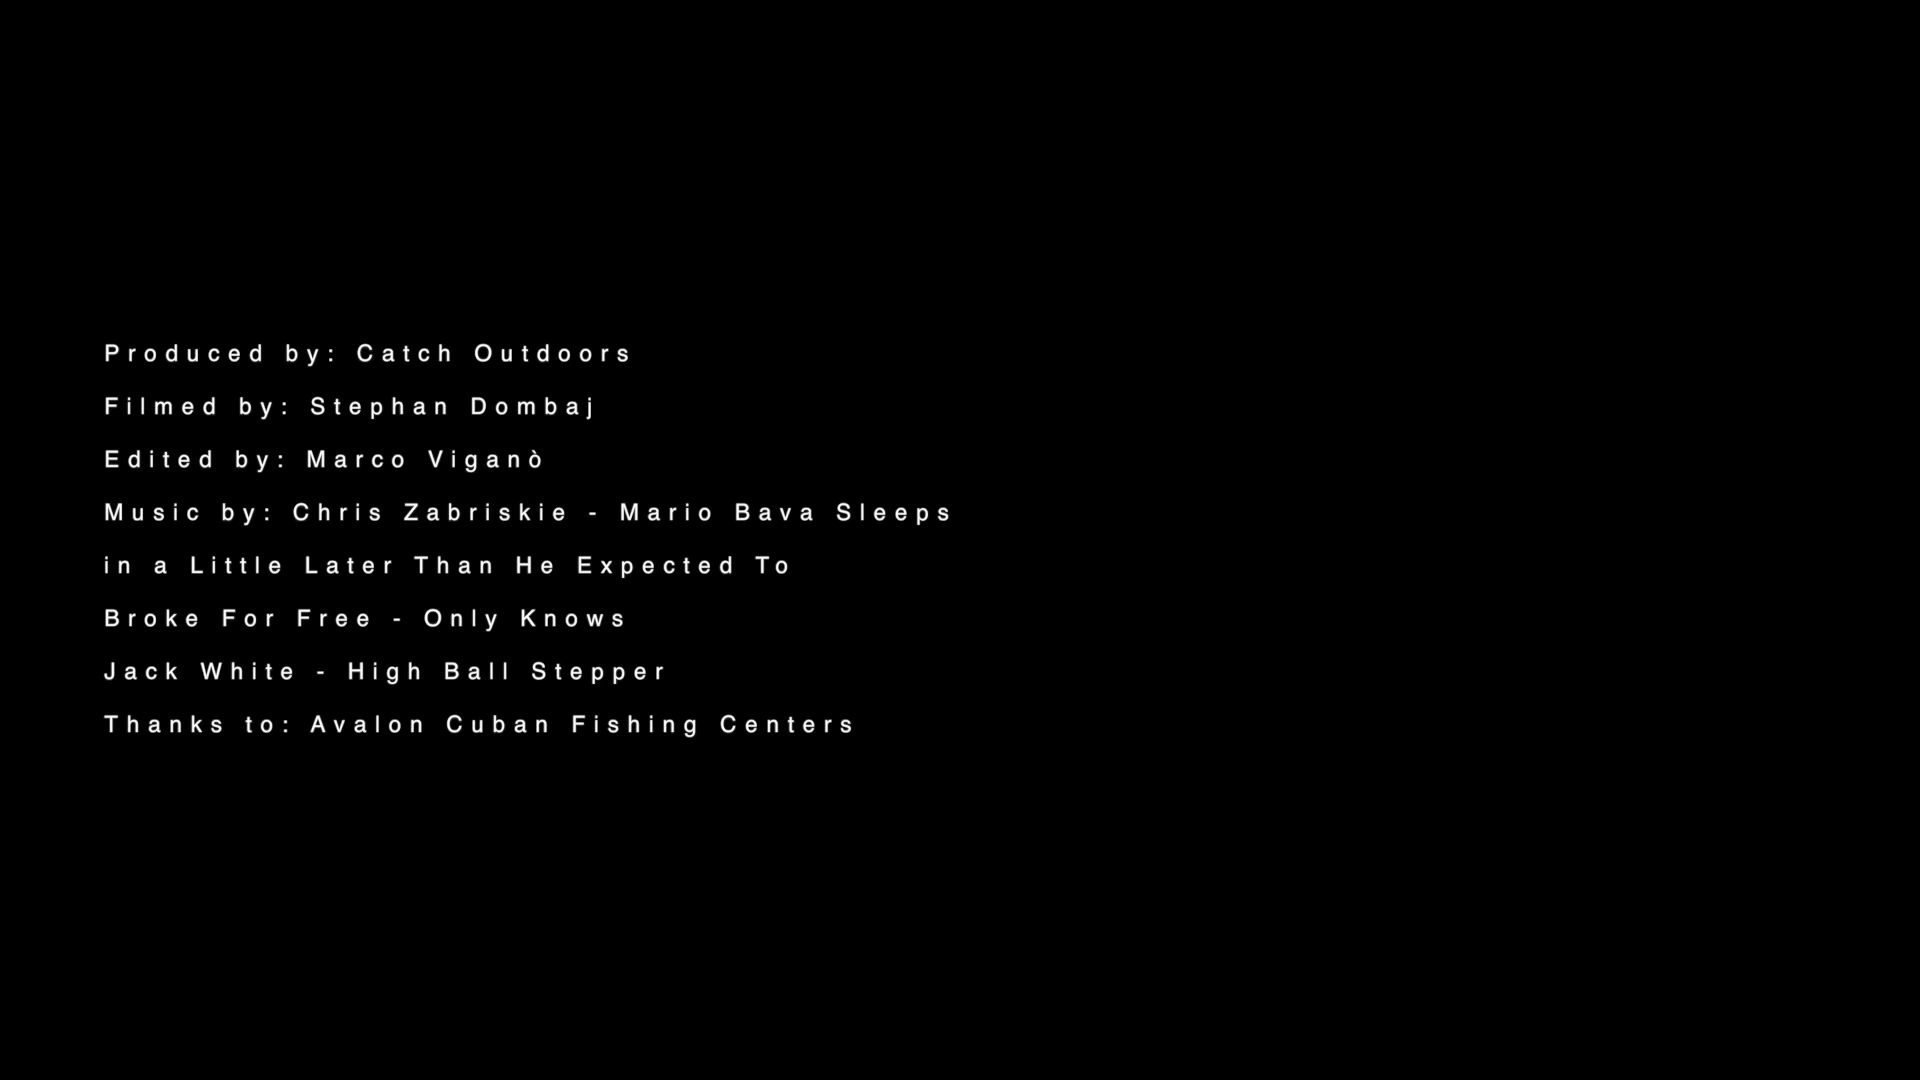 Produced by: Catch Outdoors
Filmed by: Stephan Dombaj
Edited by: Marco Viganò
Music by: Chris Zabriskie - Mario Bava Sleeps
in a Little Later Than He Expected To
Broke For Free - Only Knows
Jack White - High Ball Stepper
Thanks to: Avalon Cuban Fishing Centers